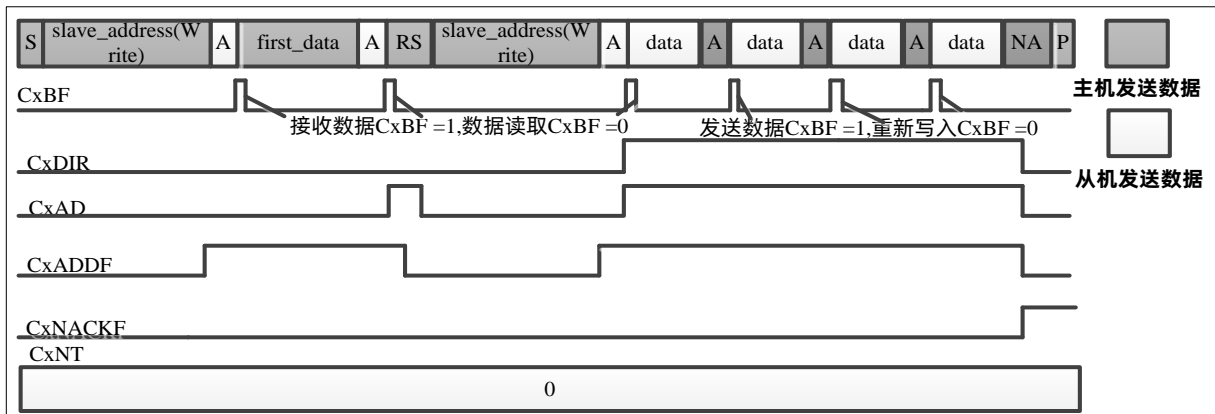 S slave_address(W A first_data A RS slave_address(W A data A data A data A data NA P
rite) rite)
主机发送数据
CxBF
接收数据CxBF =1,数据读取CxBF =0 发送数据CxBF =1,重新写入CxBF =0
CxDIR
从机发送数据
CxAD
CxADDF
CxNACKF
CxNT
0